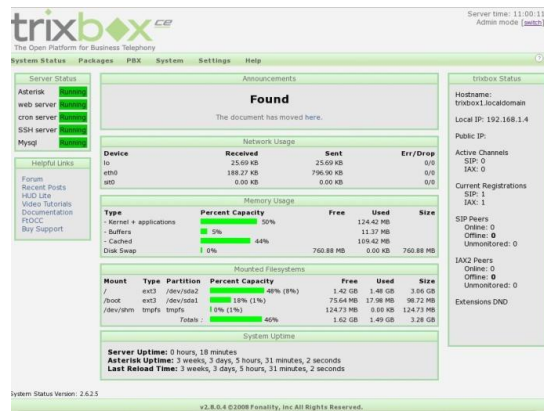 trixbox CE
The Open Platform for Business Telephony
Server time: 11:00:11
Admin mode [switch]
System Status Packages PBX System Settings Help
Server Status
Asterisk Running
web server Running
cron server Running
SSH server Running
Mysql Running
Helpful Links
Forum
Recent Posts
HUD Lite
Video Tutorials
Documentation
FtOCC
Buy Support
Announcements
Found
The document has moved here.
Network Usage
Device Received Sent Err/Drop
lo 25.69 KB 25.69 KB 0/0
eth0 188.27 KB 796.90 KB 0/0
sit0 0.00 KB 0.00 KB 0/0
Memory Usage
Type Percent Capacity Free Used Size
- Kernel + applications 50% 124.42 MB
- Buffers 5% 11.37 MB
- Cached 44% 109.42 MB
Disk Swap 0% 760.88 MB 0.00 KB 760.88 MB
Mounted Filesystems
Mount Type Partition Percent Capacity Free Used Size
/ ext3 /dev/sda2 48% (8%) 1.42 GB 1.48 GB 3.06 GB
/boot ext3 /dev/sda1 18% (1%) 75.64 MB 17.98 MB 98.72 MB
/dev/shm tmpfs tmpfs 0% (1%) 124.73 MB 0.00 KB 124.73 MB
Totals : 46% 1.62 GB 1.49 GB 3.28 GB
System Uptime
Server Uptime: 0 hours, 18 minutes
Asterisk Uptime: 3 weeks, 3 days, 5 hours, 31 minutes, 2 seconds
Last Reload Time: 3 weeks, 3 days, 5 hours, 31 minutes, 2 seconds
trixbox Status
Hostname:
trixbox1.localdomain
Local IP: 192.168.1.4
Public IP:
Active Channels
SIP: 0
IAX: 0
Current Registrations
SIP: 1
IAX: 1
SIP Peers
Online: 0
Offline: 0
Unmonitored: 0
IAX2 Peers
Online: 0
Offline: 0
Unmonitored: 0
Extensions DND
System Status Version: 2.6.2.5
v2.8.0.4 ©2008 Fonality, Inc All Rights Reserved.